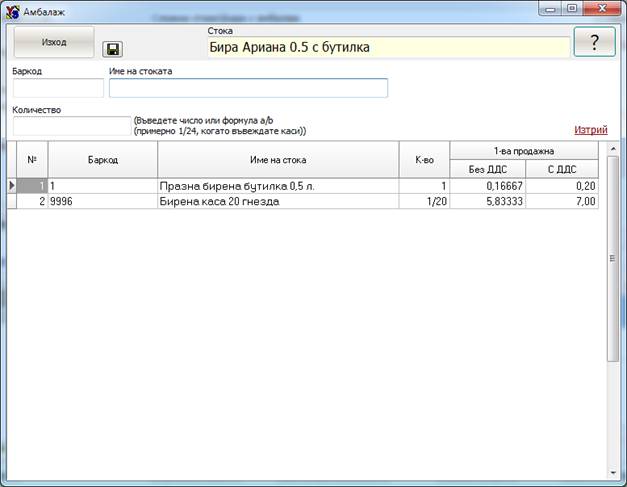 Амбалаж
Изход
Стока
Бира Ариана 0.5 с бутилка
?
Баркод
Име на стоката
Количество
(Въведете число или формула a/b
(примерно 1/24, когато въвеждате каси))
Изтрий
№ Баркод Име на стока К-во 1-ва продажна
Без ДДС С ДДС
1 1 Празна бирена бутилка 0,5 л. 1 0,16667 0,20
2 9996 Бирена каса 20 гнезда 1/20 5,83333 7,00